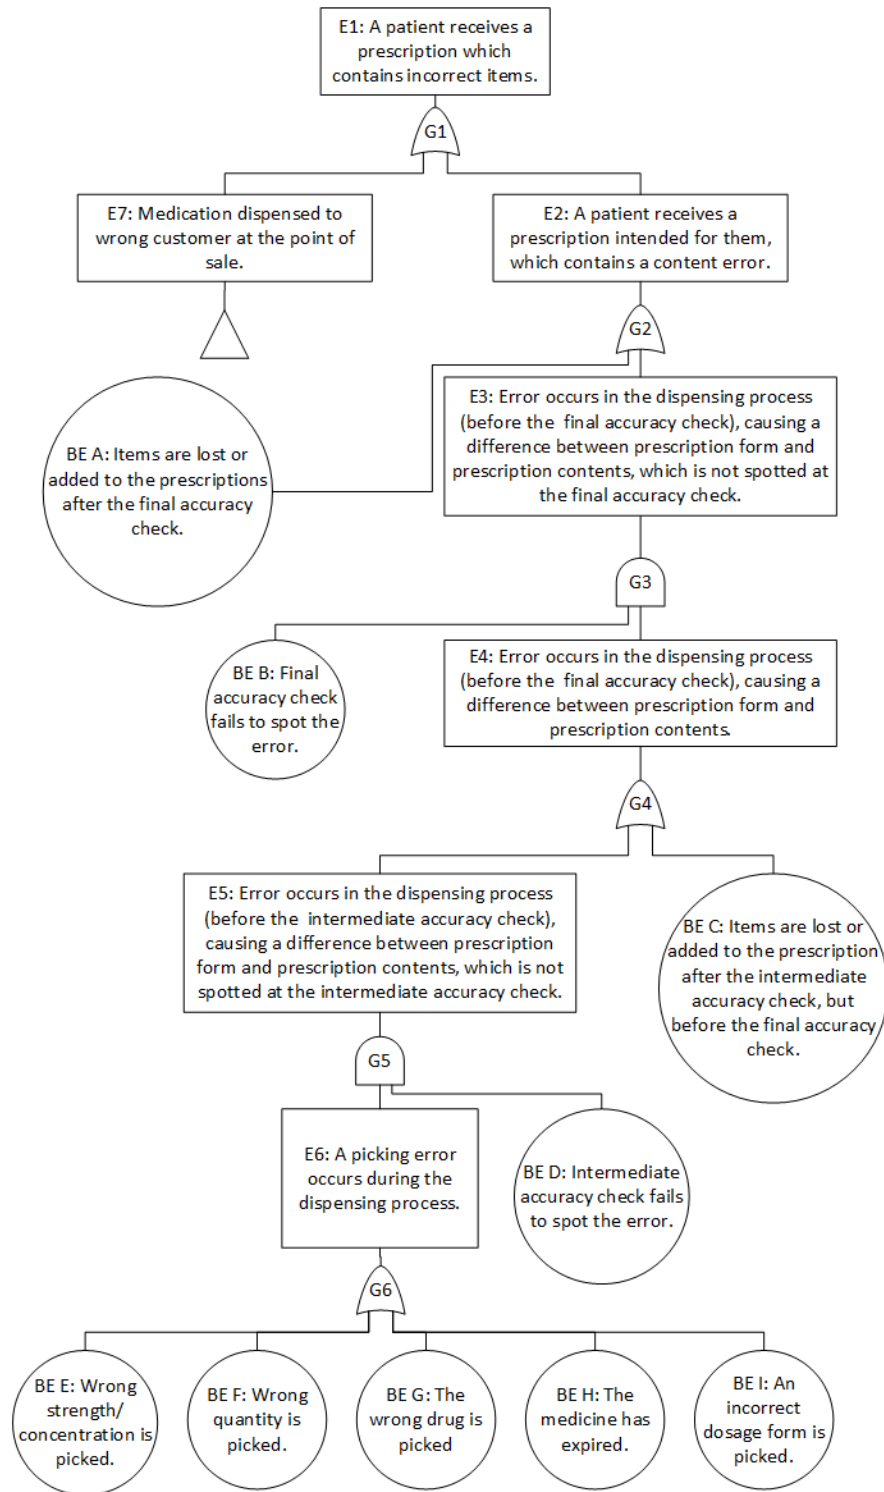 E1: A patient receives a
prescription which
contains incorrect items.
G1
E7: Medication dispensed to
wrong customer at the point of
sale.
E2: A patient receives a
prescription intended for them,
which contains a content error.
G2
BE A: Items are lost or
added to the prescriptions
after the final accuracy
check.
E3: Error occurs in the dispensing process
(before the final accuracy check), causing a
difference between prescription form and
prescription contents, which is not spotted at
the final accuracy check.
G3
BE B: Final
accuracy check
fails to spot the
error.
E4: Error occurs in the dispensing process
(before the final accuracy check), causing a
difference between prescription form and
prescription contents.
G4
E5: Error occurs in the dispensing process
(before the intermediate accuracy check),
causing a difference between prescription
form and prescription contents, which is not
spotted at the intermediate accuracy check.
BE C: Items are lost or
added to the prescription
after the intermediate
accuracy check, but
before the final accuracy
check.
G5
E6: A picking error
occurs during the
dispensing process.
BE D: Intermediate
accuracy check fails
to spot the error.
G6
BE E: Wrong
strength/
concentration is
picked.
BE F: Wrong
quantity is
picked.
BE G: The
wrong drug is
picked
BE H: The
medicine has
expired.
BE I: An
incorrect
dosage form is
picked.